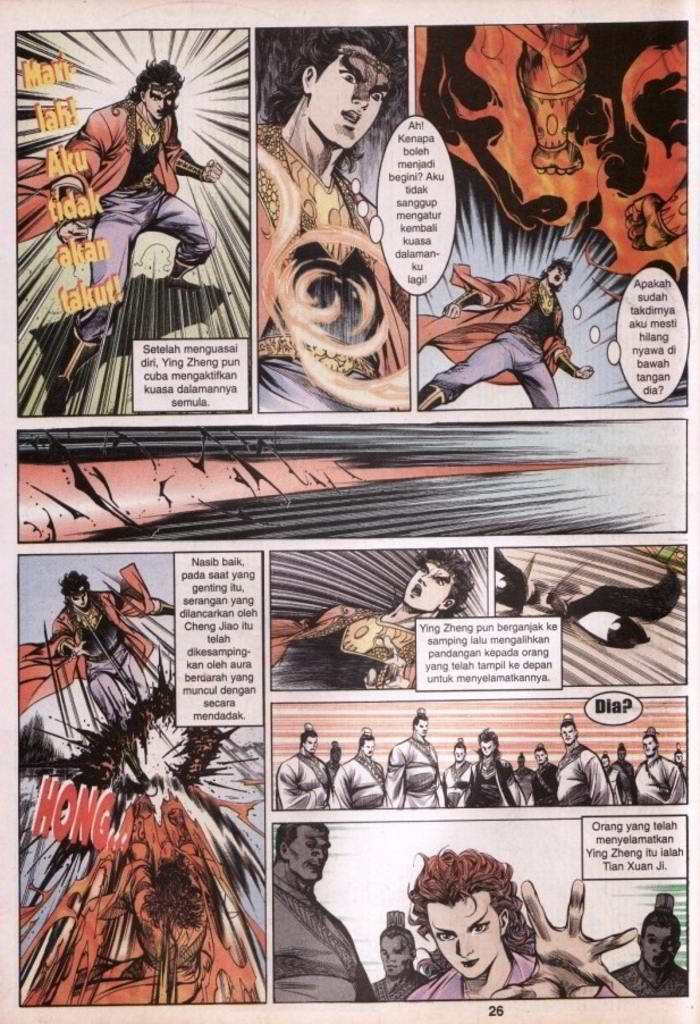 Mari-
lah!
Aku
tidak
akan
takut!
Setelah menguasai
diri, Ying Zheng pun
cuba mengaktifkan
kuasa dalamannya
semula.
Ah!
Kenapa
boleh
menjadi
begini? Aku
tidak
sanggup
mengatur
kembali
kuasa
dalaman-
ku
lagi!
Apakah
sudah
takdirnya
aku mesti
hilang
nyawa di
bawah
tangan
dia?
Nasib baik,
pada saat yang
genting itu,
serangan yang
dilancarkan oleh
Cheng Jiao itu
telah
dikesamping-
kan oleh aura
berdarah yang
muncul dengan
secara
mendadak.
HONG...
Ying Zheng pun berganjak ke
samping lalu mengalihkan
pandangan kepada orang
yang telah tampil ke depan
untuk menyelamatkannya.
Dia?
Orang yang telah
menyelamatkan
Ying Zheng itu ialah
Tian Xuan Ji.
26